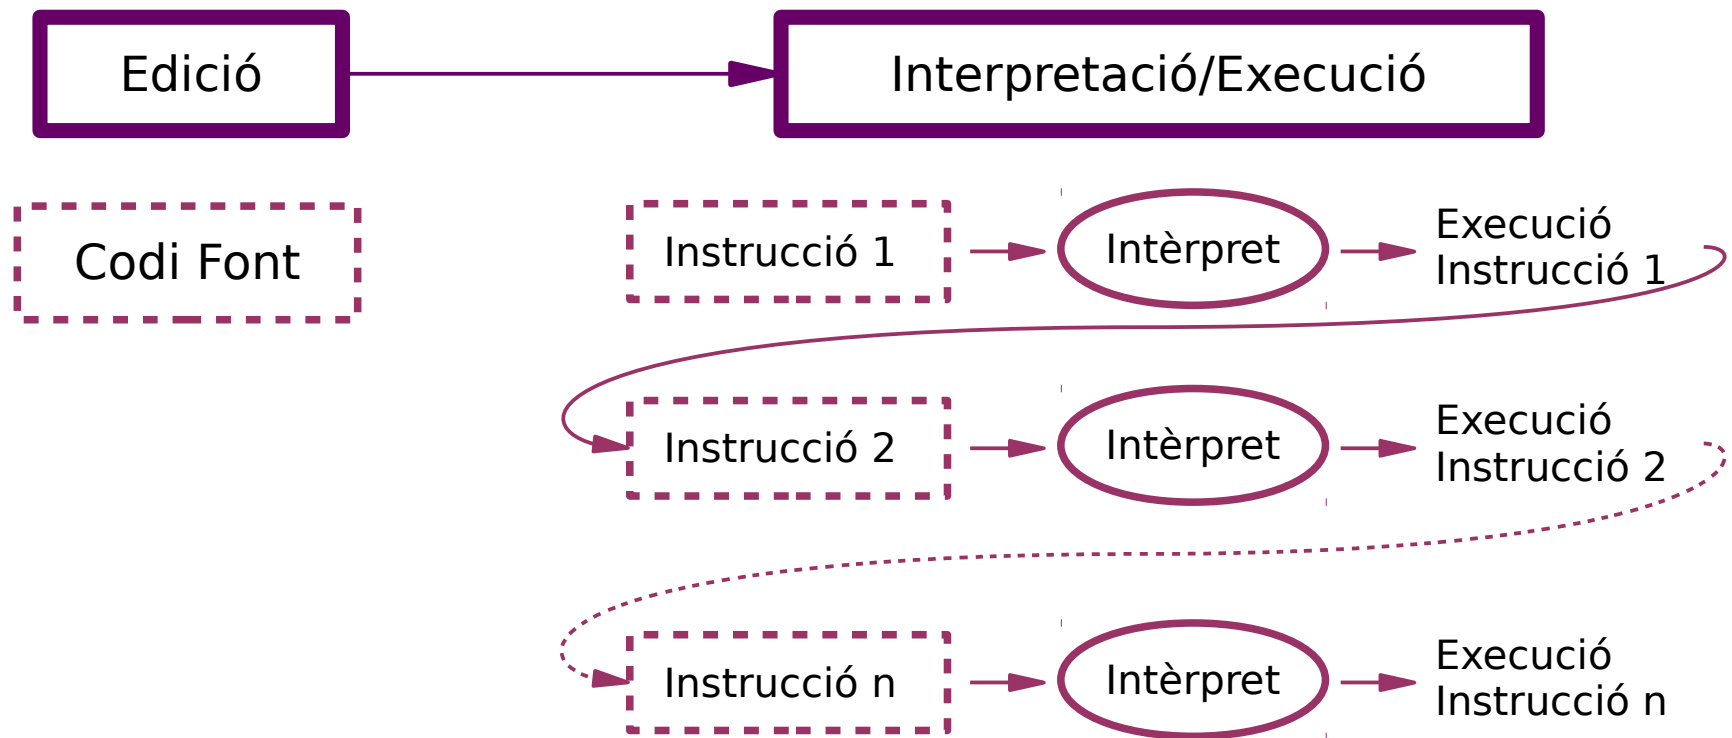 Edició
Interpretació/Execució
Codi Font
Instrucció 1
Intèrpret
Execució
Instrucció 1
Instrucció 2
Intèrpret
Execució
Instrucció 2
Instrucció n
Intèrpret
Execució
Instrucció n